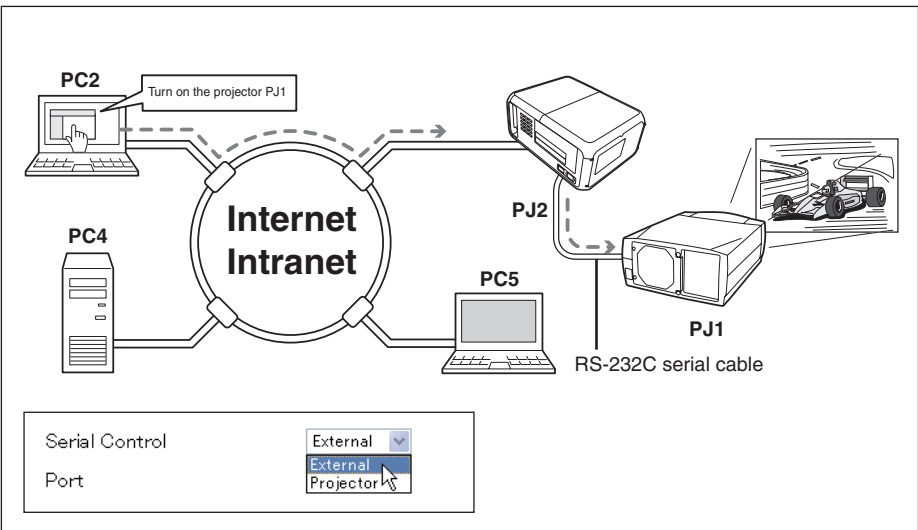 PC2
Turn on the projector PJ1
Internet
Intranet
PJ2
PC4
PC5
PJ1
RS-232C serial cable
Serial Control External
External
Port Projector